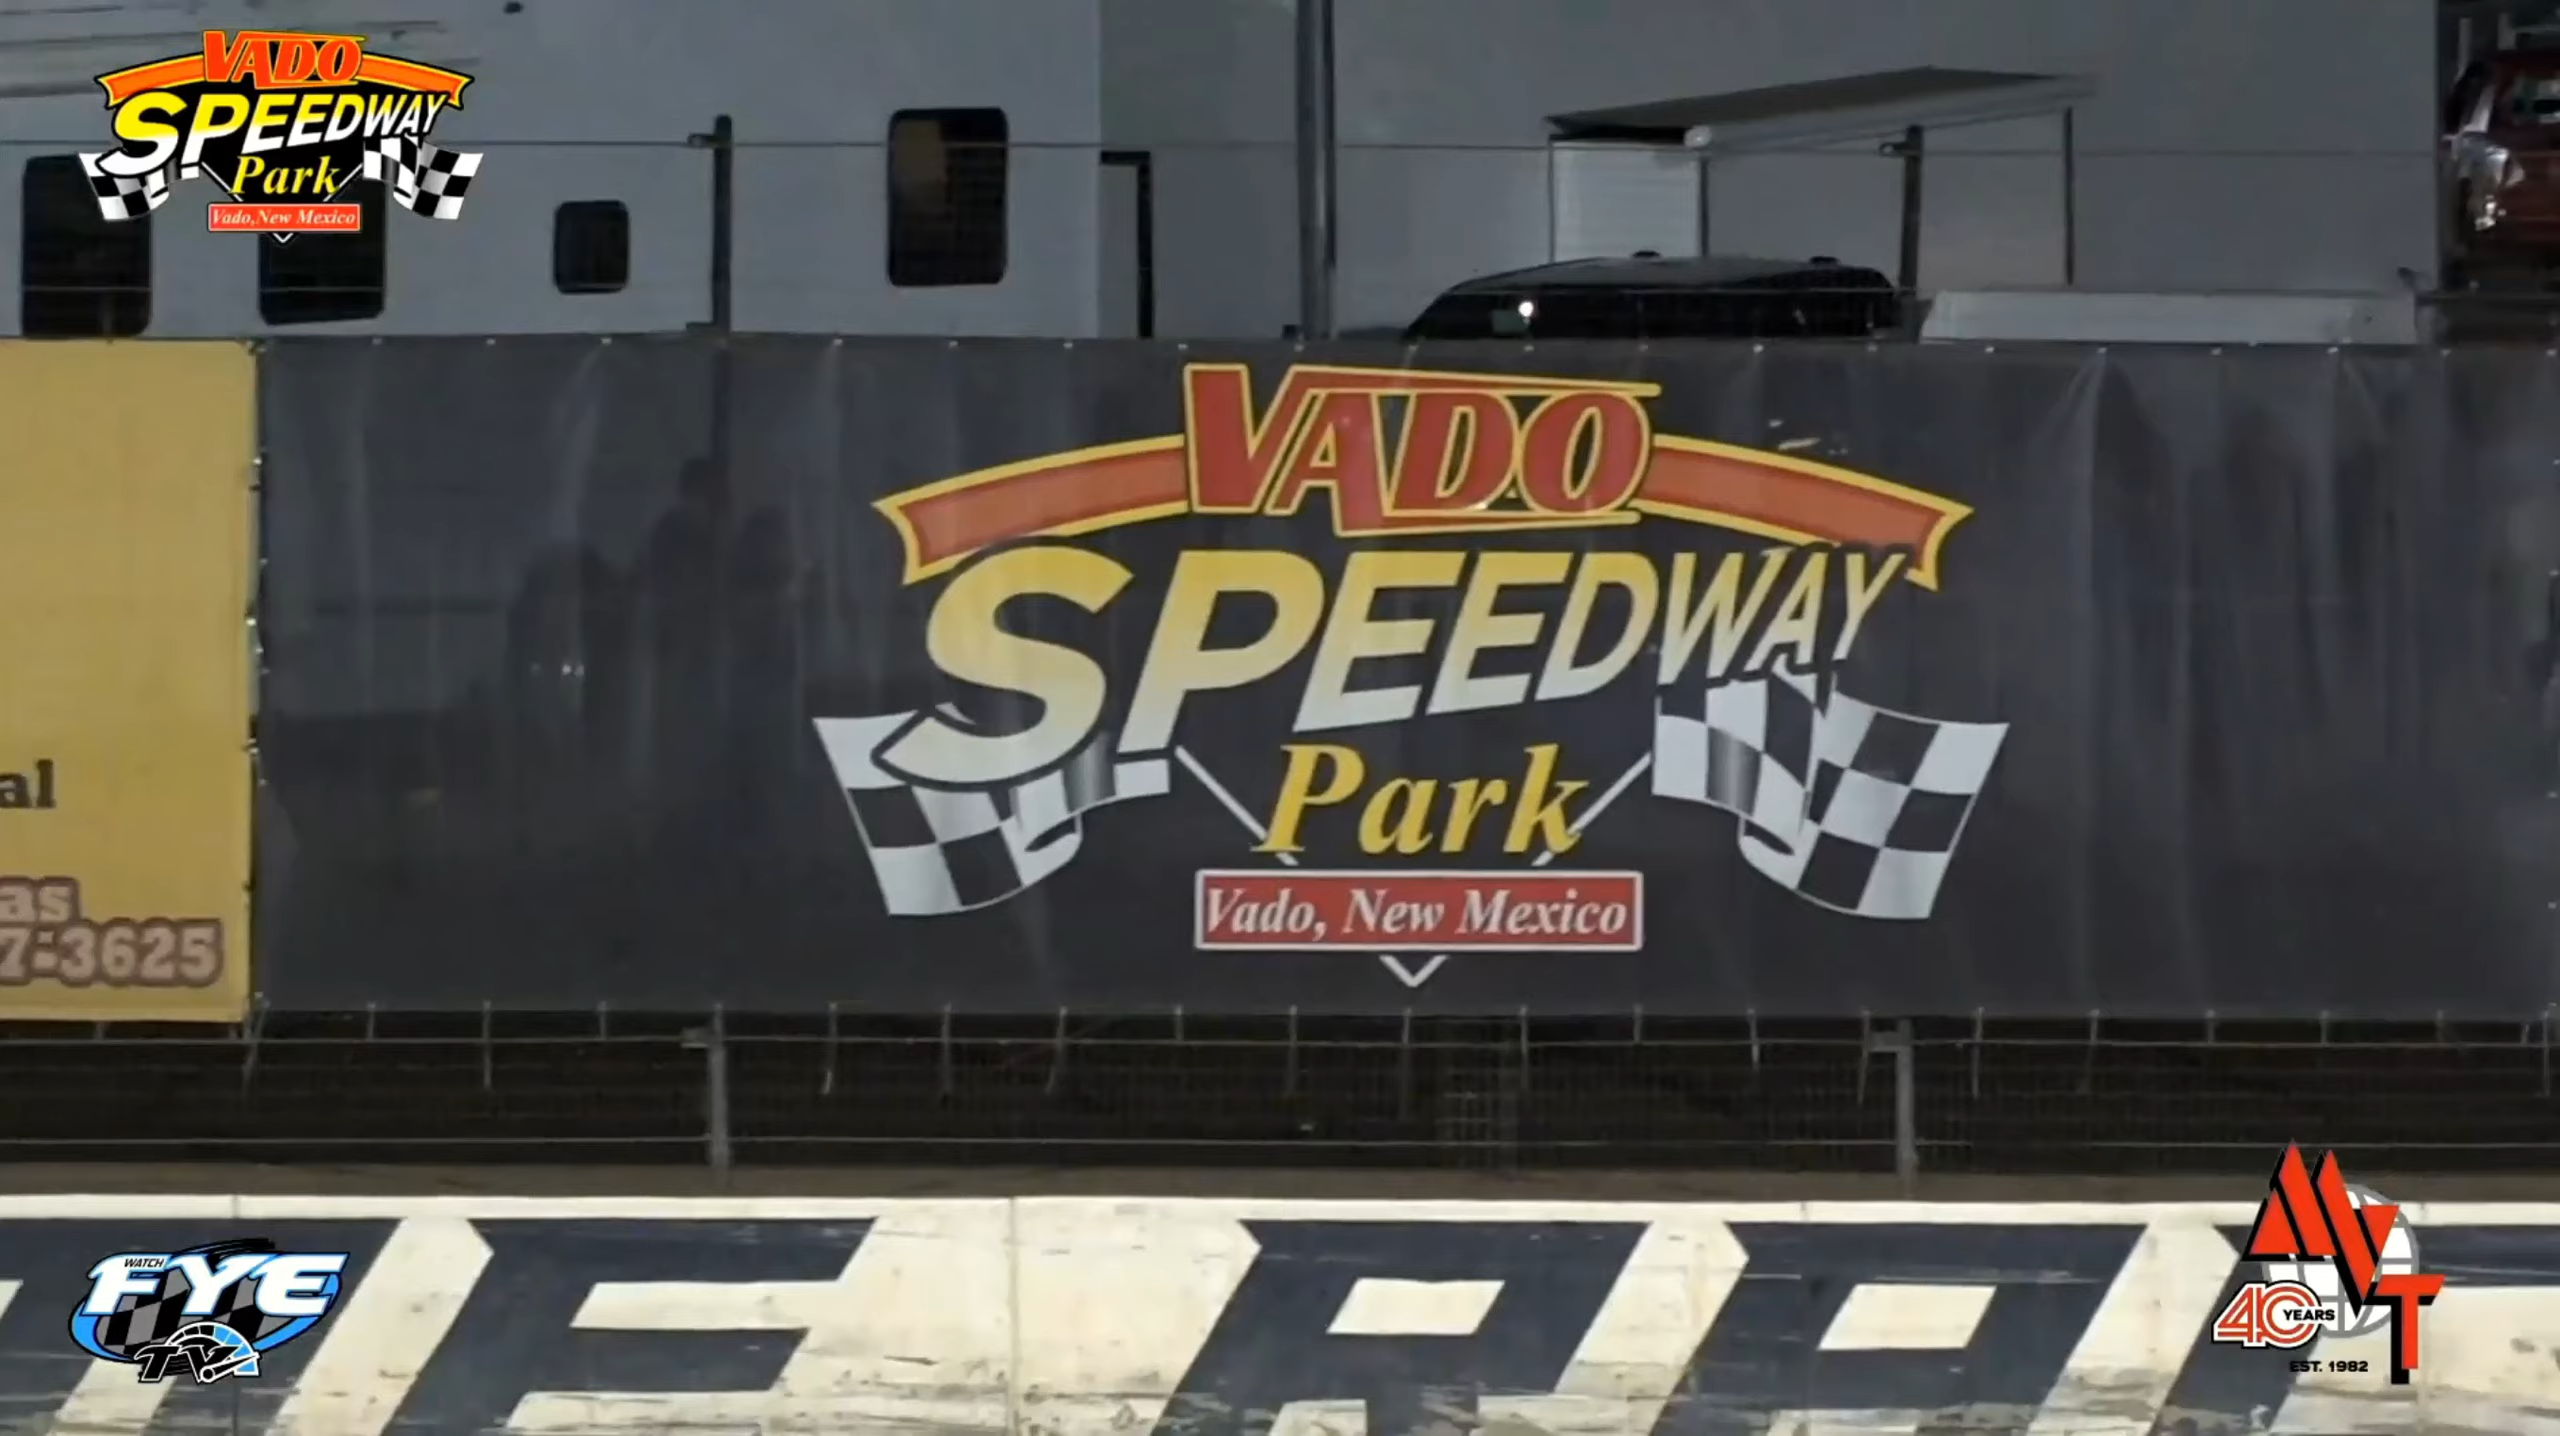 VADO
SPEEDWAY
Park
Vado, New Mexico
VADO
SPEEDWAY
Park
Vado, New Mexico
al
as
7-3625
WATCH
FYE
TV
MVT
40 YEARS
EST. 1982